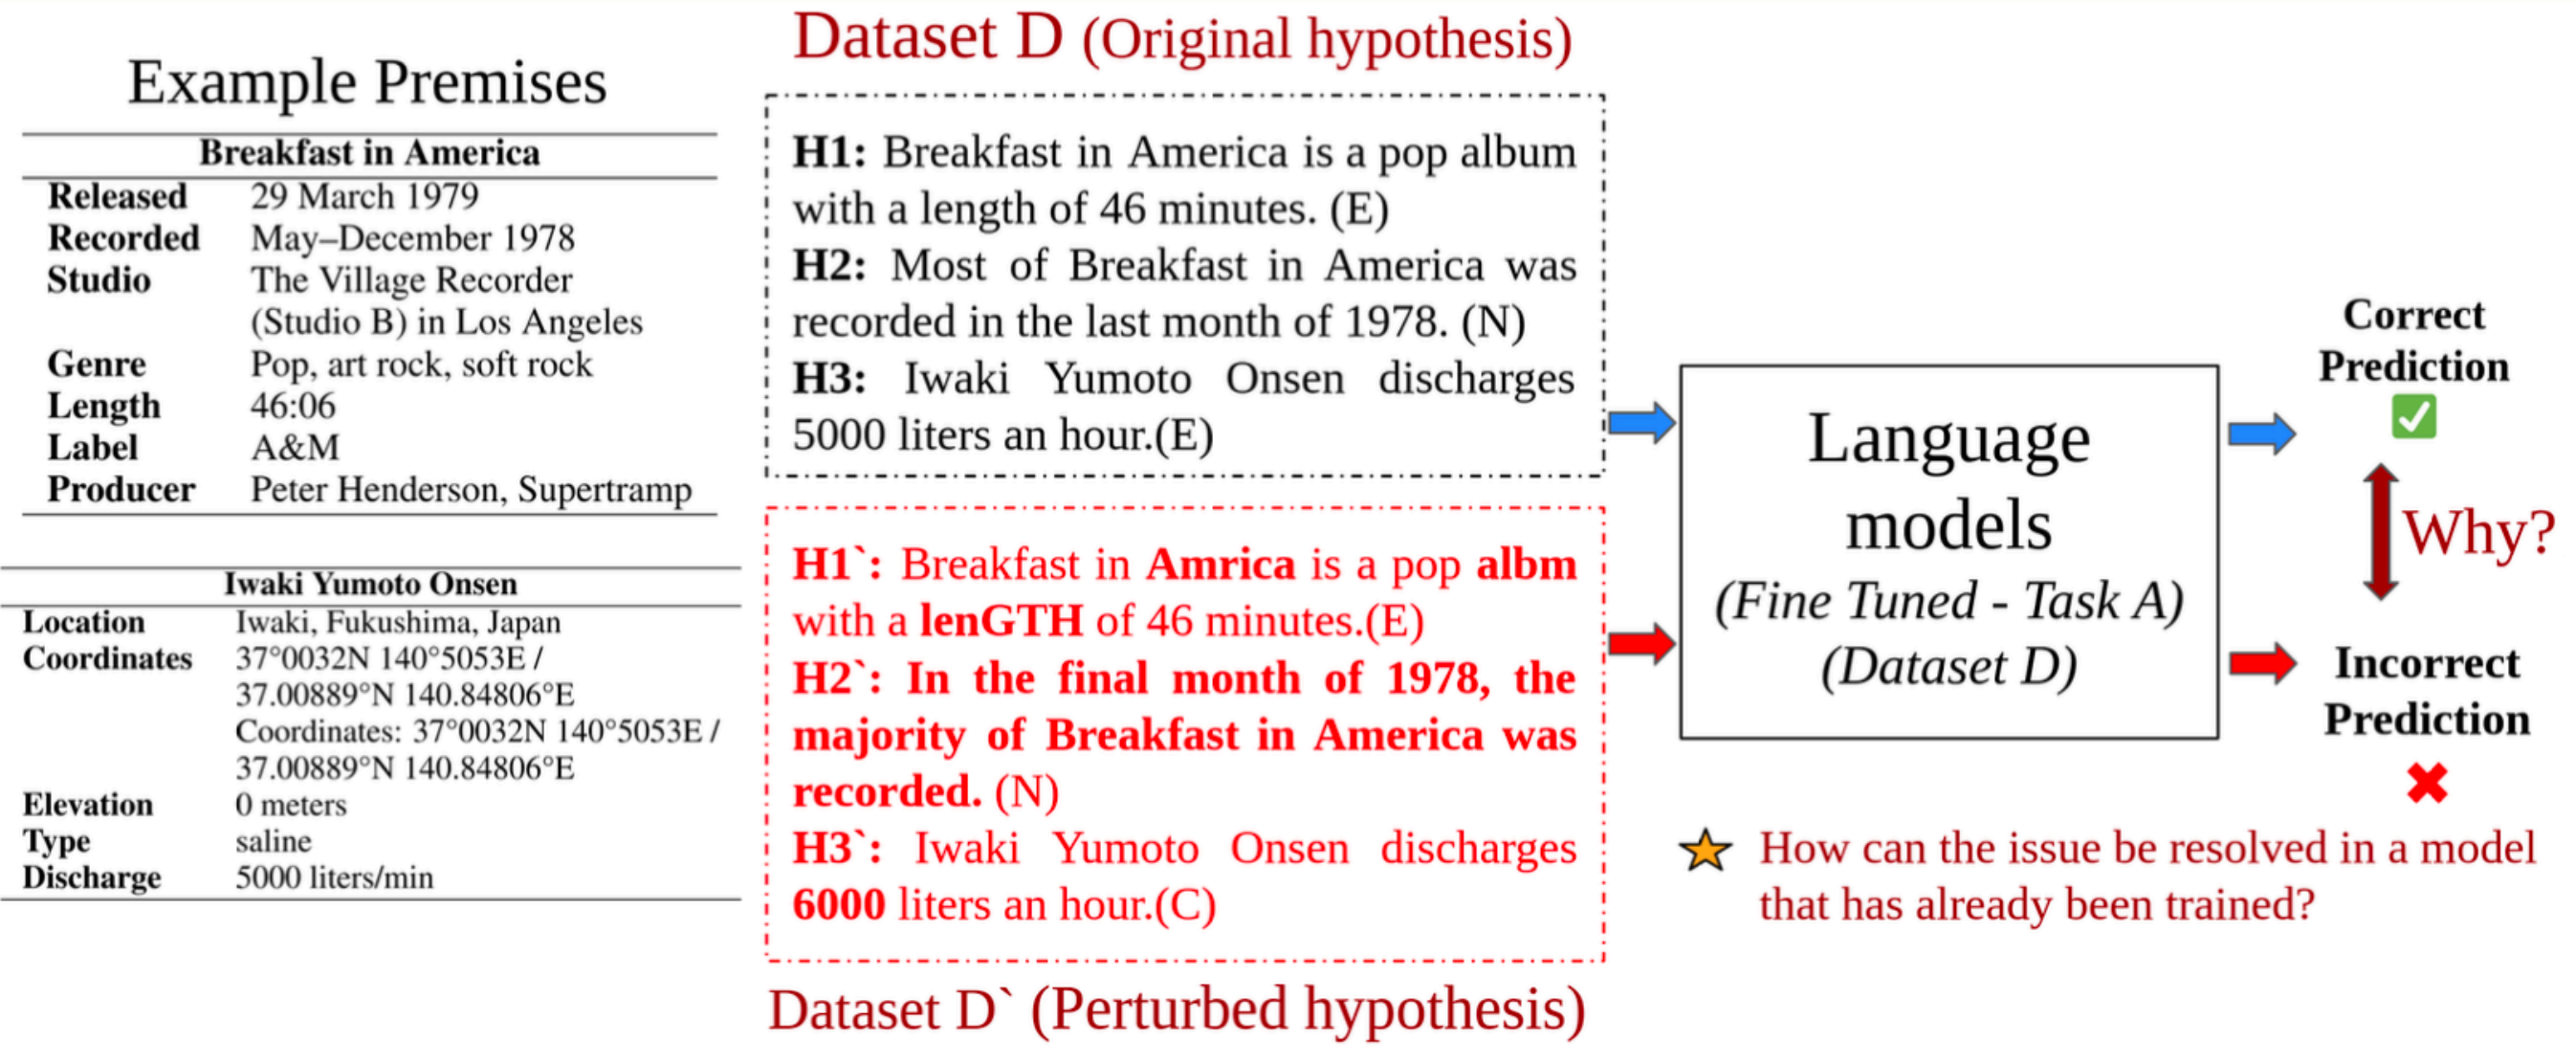 Example Premises
Breakfast in America
Released 29 March 1979
Recorded May–December 1978
Studio The Village Recorder
(Studio B) in Los Angeles
Genre Pop, art rock, soft rock
Length 46:06
Label A&M
Producer Peter Henderson, Supertramp
Iwaki Yumoto Onsen
Location Iwaki, Fukushima, Japan
Coordinates 37°0032N 140°5053E /
37.00889°N 140.84806°E
Coordinates: 37°0032N 140°5053E /
37.00889°N 140.84806°E
Elevation 0 meters
Type saline
Discharge 5000 liters/min
Dataset D (Original hypothesis)
H1: Breakfast in America is a pop album
with a length of 46 minutes. (E)
H2: Most of Breakfast in America was
recorded in the last month of 1978. (N)
H3: Iwaki Yumoto Onsen discharges
5000 liters an hour.(E)
H1`: Breakfast in Amrica is a pop albm
with a lenGTH of 46 minutes.(E)
H2`: In the final month of 1978, the
majority of Breakfast in America was
recorded. (N)
H3`: Iwaki Yumoto Onsen discharges
6000 liters an hour.(C)
Dataset D` (Perturbed hypothesis)
Language
models
(Fine Tuned - Task A)
(Dataset D)
Correct
Prediction
Why?
Incorrect
Prediction
How can the issue be resolved in a model
that has already been trained?